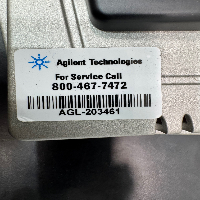 Agilent Technologies
For Service Call
800-467-7472
AGL-203461